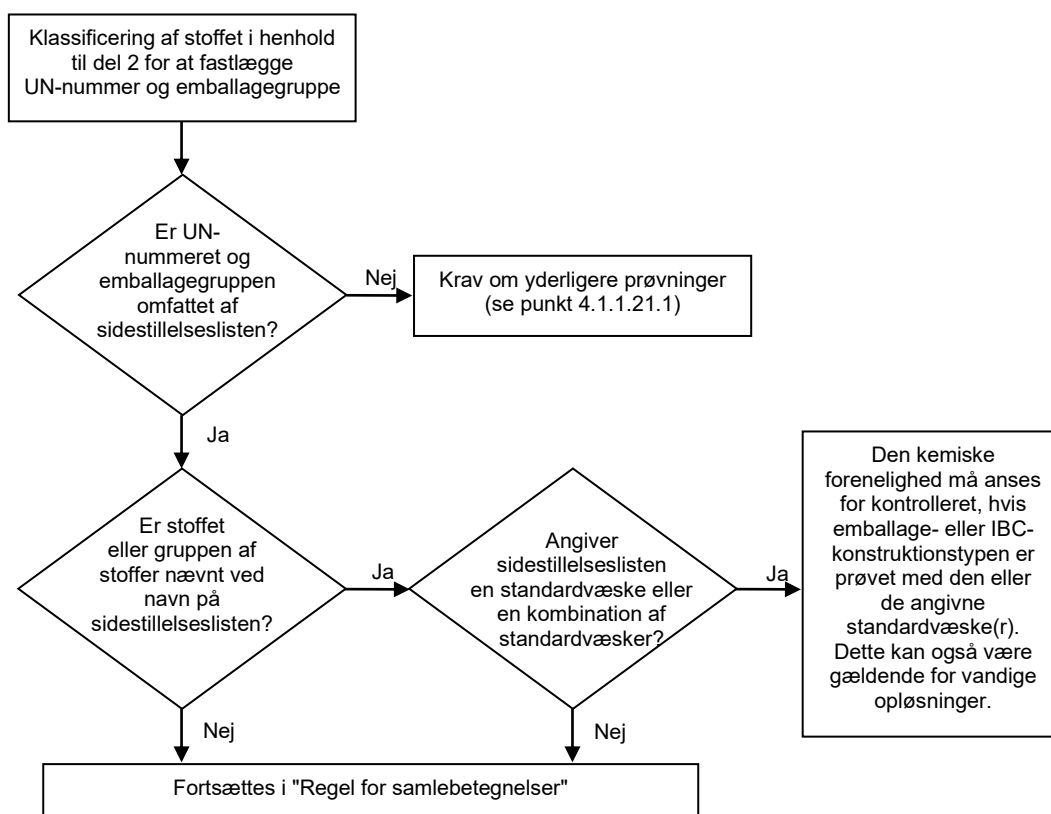 Klassificering af stoffet i henhold
til del 2 for at fastlægge
UN-nummer og emballagegruppe
Er UN-
nummeret og
emballagegruppen
omfattet af
sidestillelseslisten?
Nej
Krav om yderligere prøvninger
(se punkt 4.1.1.21.1)
Ja
Er stoffet
eller gruppen af
stoffer nævnt ved
navn på
sidestillelseslisten?
Ja
Angiver
sidestillelseslisten
en standardvæske eller
en kombination af
standardvæsker?
Ja
Den kemiske
forenelighed må anses
for kontrolleret, hvis
emballage- eller IBC-
konstruktionstypen er
prøvet med den eller
de angivne
standardvæske(r).
Dette kan også være
gældende for vandige
opløsninger.
Nej
Nej
Fortsættes i "Regel for samlebetegnelser"